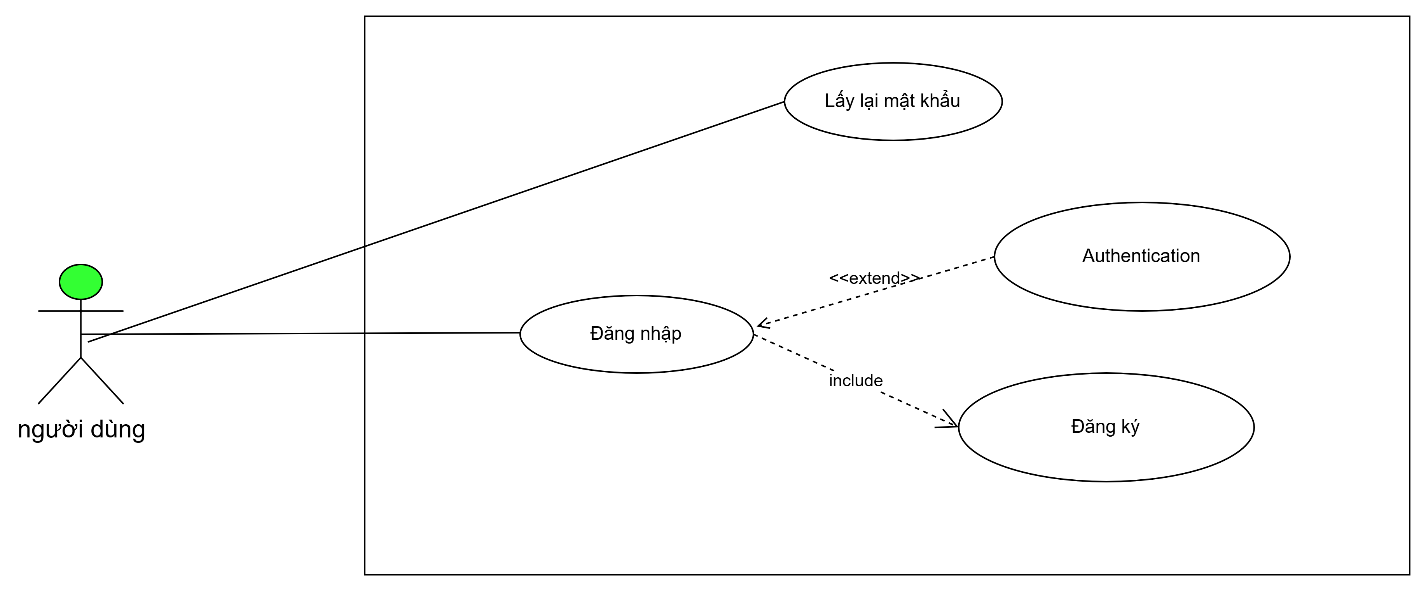 Lấy lại mật khẩu
Authentication
<<extend>>
Đăng nhập
include
Đăng ký
người dùng